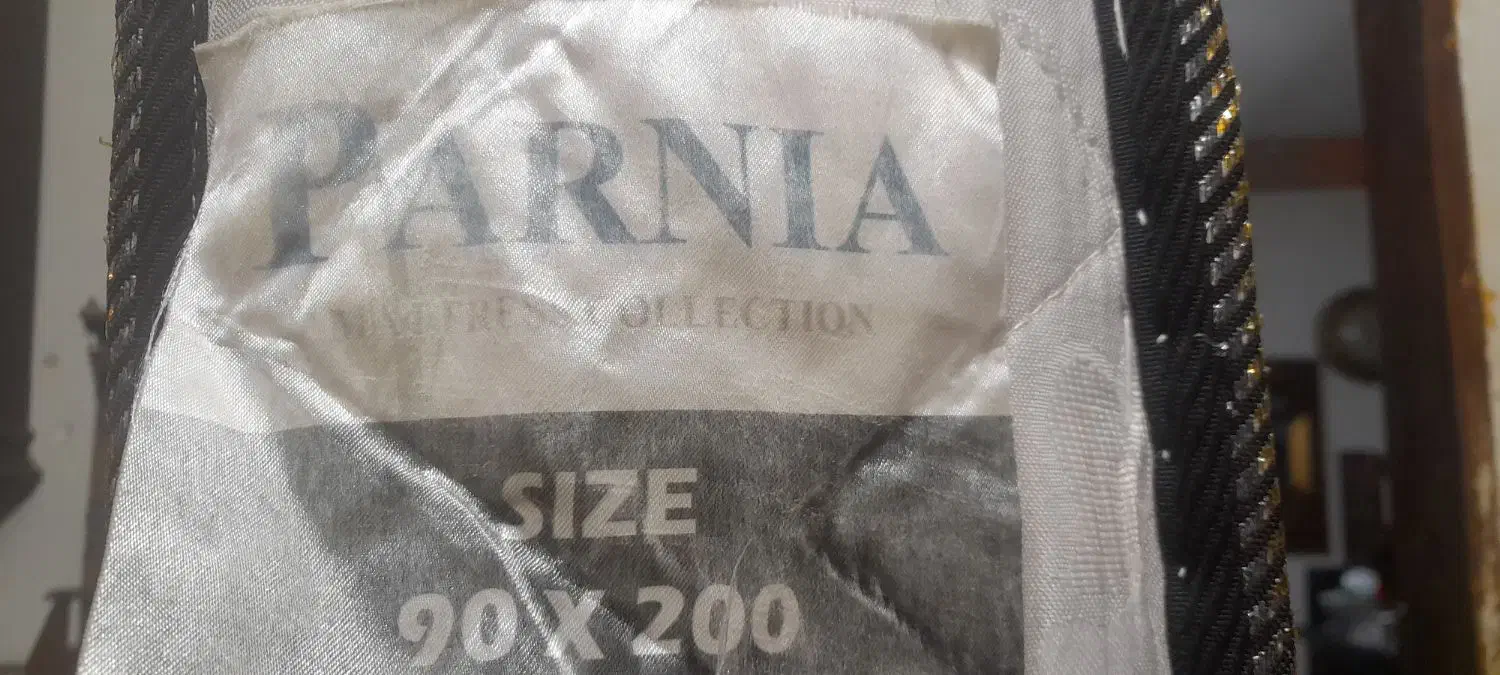 PARNIA
MATTRESS COLLECTION
SIZE
90 X 200